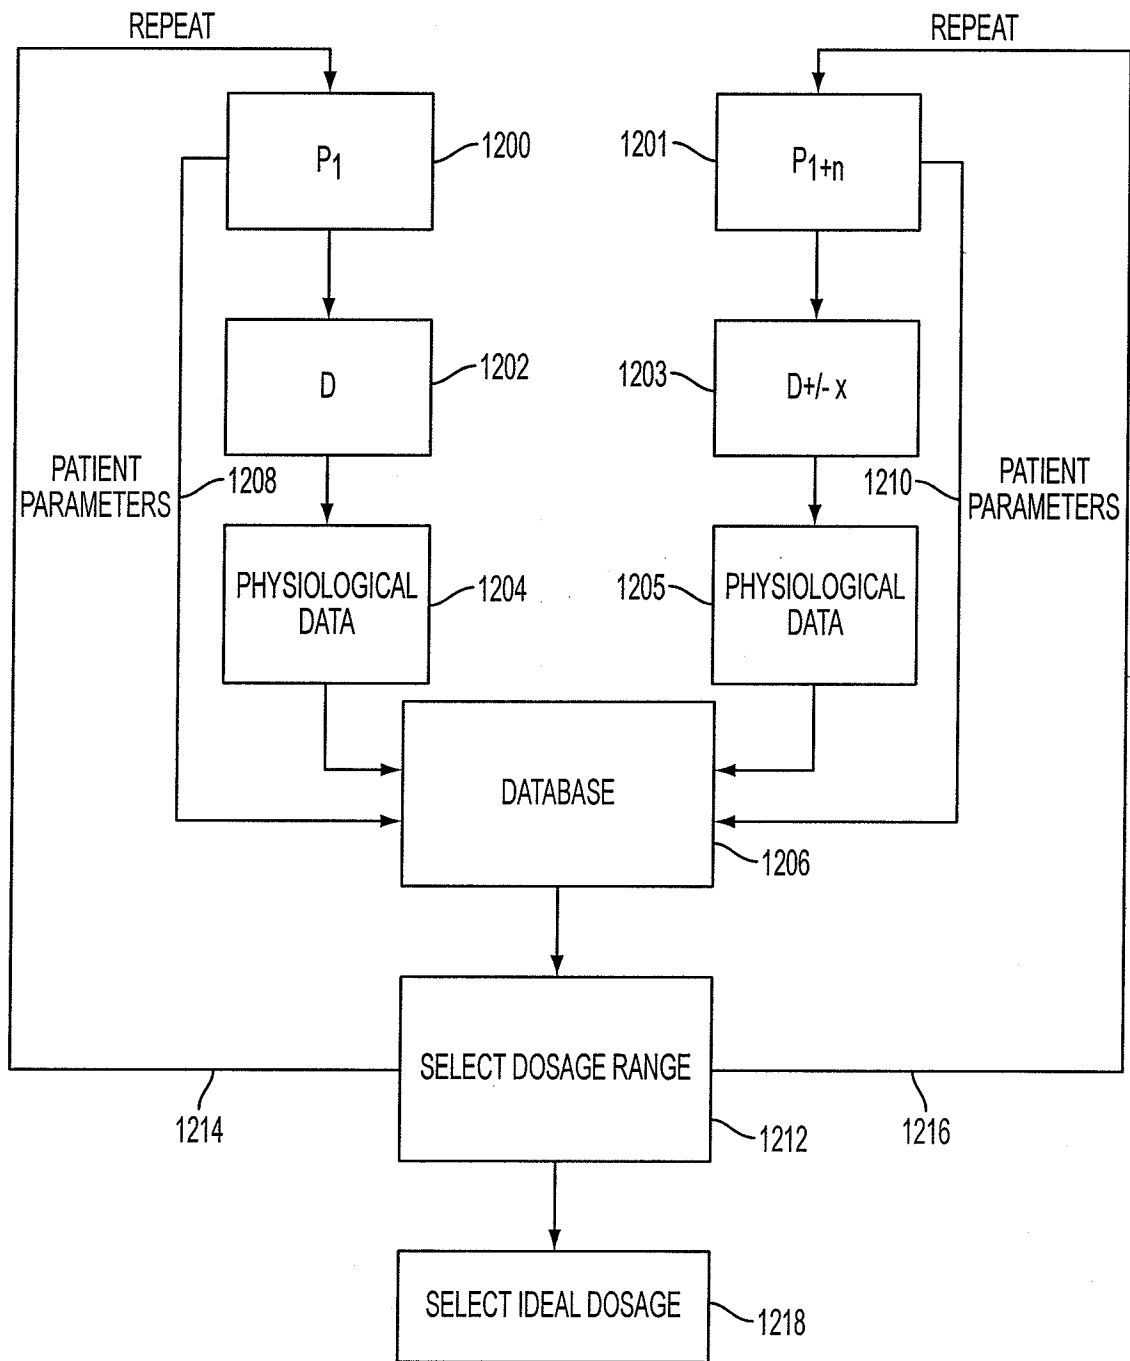 REPEAT
REPEAT
P1
1200
1201
P1+n
D
1202
1203
D+/- x
PATIENT
PARAMETERS
1208
1210
PATIENT
PARAMETERS
PHYSIOLOGICAL
DATA
1204
1205
PHYSIOLOGICAL
DATA
DATABASE
1206
SELECT DOSAGE RANGE
1214
1212
1216
SELECT IDEAL DOSAGE
1218